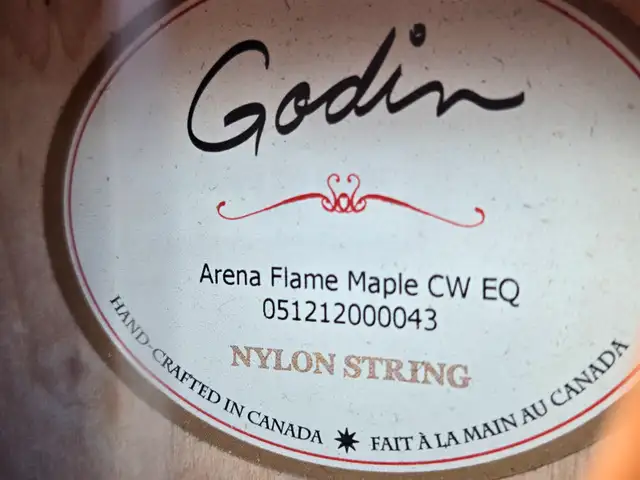 Godin
Arena Flame Maple CW EQ
051212000043
NYLON STRING
HAND-CRAFTED IN CANADA ✷ FAIT À LA MAIN AU CANADA